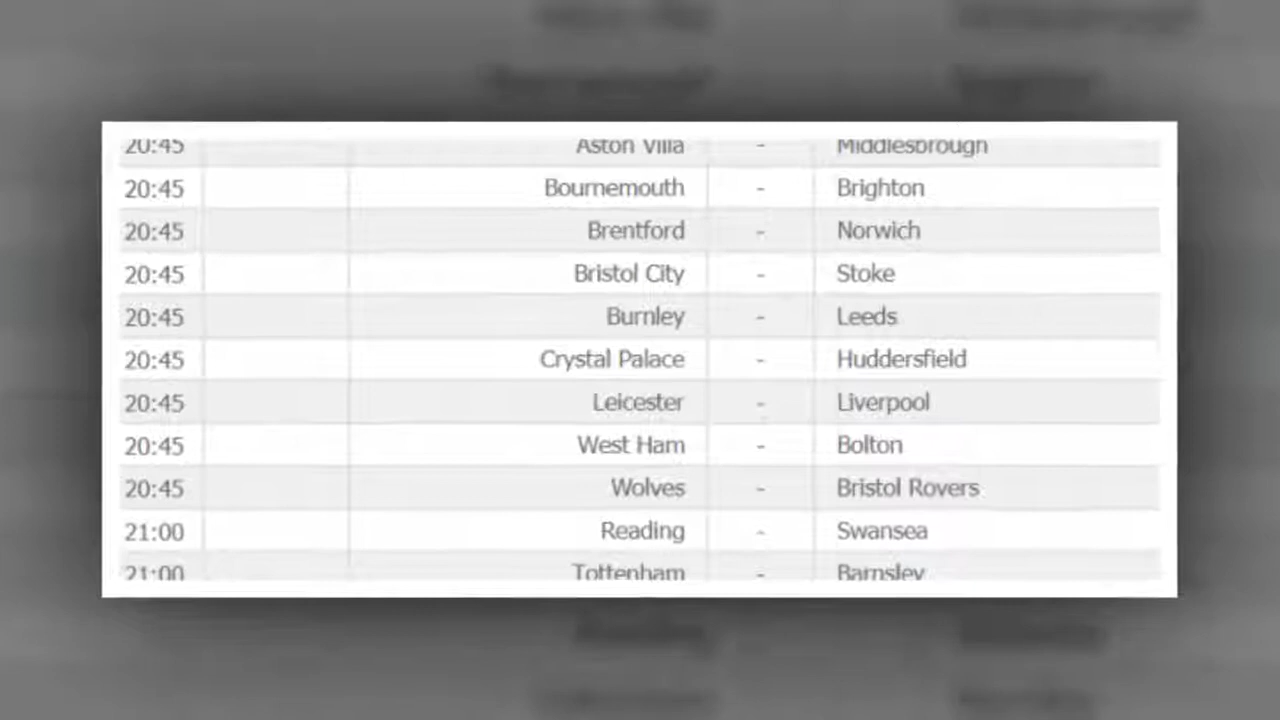 20:45 Aston Villa - Middlesbrough
20:45 Bournemouth - Brighton
20:45 Brentford - Norwich
20:45 Bristol City - Stoke
20:45 Burnley - Leeds
20:45 Crystal Palace - Huddersfield
20:45 Leicester - Liverpool
20:45 West Ham - Bolton
20:45 Wolves - Bristol Rovers
21:00 Reading - Swansea
21:00 Tottenham - Barnsley